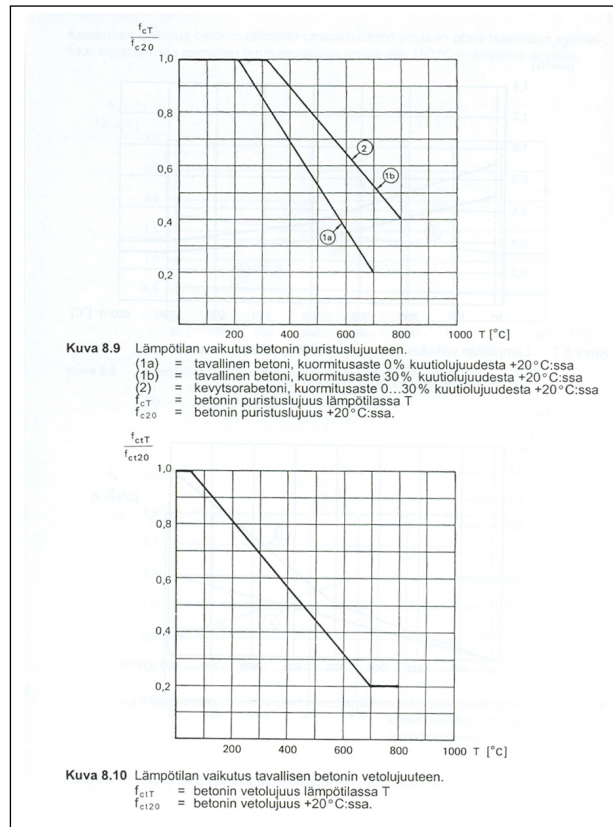 f_cT
f_c20
1,0
0,8
0,6
0,4
0,2
2
1b
1a
200 400 600 800 1000 T [°C]
Kuva 8.9 Lämpötilan vaikutus betonin puristuslujuuteen.
(1a) = tavallinen betoni, kuormitusaste 0% kuutiolujuudesta +20°C:ssa
(1b) = tavallinen betoni, kuormitusaste 30% kuutiolujuudesta +20°C:ssa
(2) = kevytsorabetoni, kuormitusaste 0...30% kuutiolujuudesta +20°C:ssa
f_cT = betonin puristuslujuus lämpötilassa T
f_c20 = betonin puristuslujuus +20°C:ssa.
f_ctT
f_ct20
1,0
0,8
0,6
0,4
0,2
200 400 600 800 1000 T [°C]
Kuva 8.10 Lämpötilan vaikutus tavallisen betonin vetolujuuteen.
f_ctT = betonin vetolujuus lämpötilassa T
f_ct20 = betonin vetolujuus +20°C:ssa.